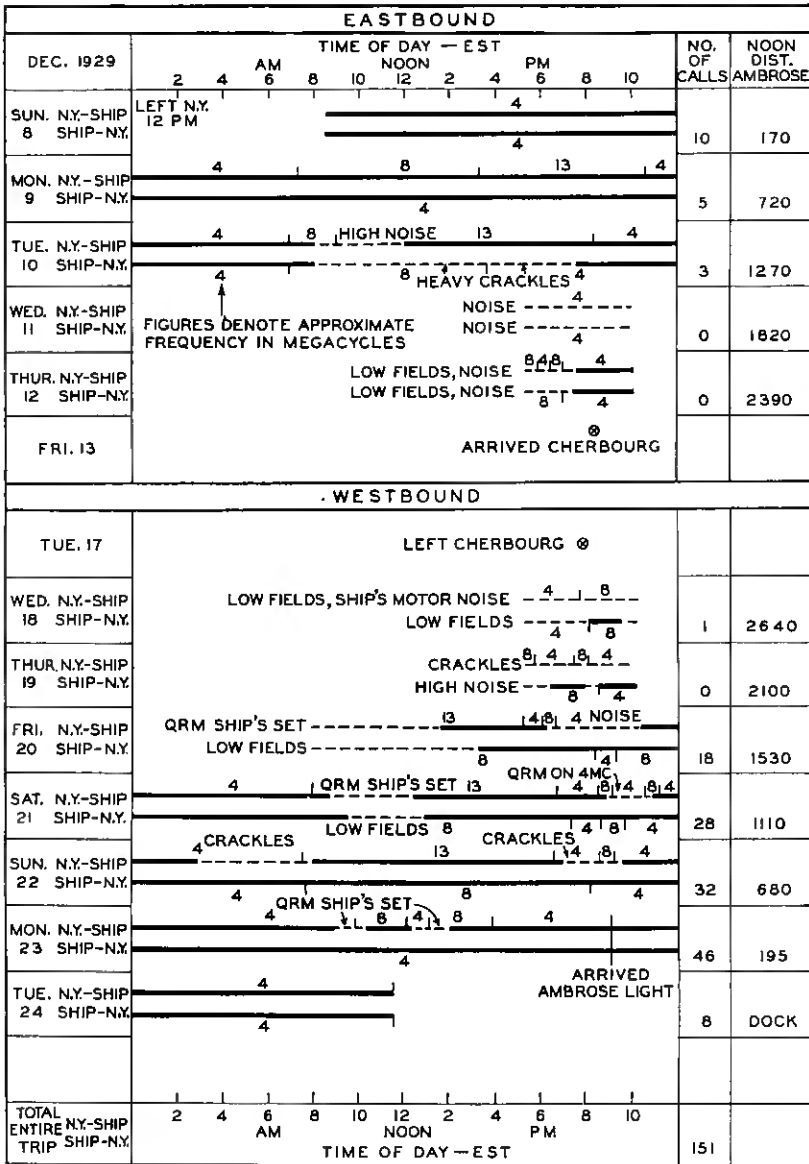 EASTBOUND
DEC. 1929
TIME OF DAY — EST
AM NOON PM
2 4 6 8 10 12 2 4 6 8 10
NO. OF CALLS
NOON DIST. AMBROSE
SUN. N.Y.-SHIP
8 SHIP-N.Y.
LEFT N.Y.
12 PM
4
4
10 170
MON. N.Y.-SHIP
9 SHIP-N.Y.
4 8 13 4
4
5 720
TUE. N.Y-SHIP
10 SHIP-N.Y.
4 8 HIGH NOISE 13 4
4 8 HEAVY CRACKLES 4
3 1270
WED. N.Y-SHIP
11 SHIP-N.Y.
FIGURES DENOTE APPROXIMATE
FREQUENCY IN MEGACYCLES
NOISE 4
NOISE 4
0 1820
THUR. N.Y-SHIP
12 SHIP-N.Y.
LOW FIELDS, NOISE 8 4 8 4
LOW FIELDS, NOISE 8 4
0 2390
FRI. 13
ARRIVED CHERBOURG
WESTBOUND
TUE. 17
LEFT CHERBOURG
WED. N.Y.-SHIP
18 SHIP-N.Y.
LOW FIELDS, SHIP'S MOTOR NOISE 4 8
LOW FIELDS 4 8
1 2640
THUR. N.Y-SHIP
19 SHIP-N.Y.
CRACKLES 8 4 8 4
HIGH NOISE 8 4
0 2100
FRI. N.Y-SHIP
20 SHIP-N.Y.
QRM SHIP'S SET 13 4 8 4 NOISE
LOW FIELDS 8 4 8
18 1530
SAT. N.Y-SHIP
21 SHIP-N.Y.
4 QRM SHIP'S SET 13 4 8 4 8 4
QRM ON 4MC
LOW FIELDS 8 4 8 4
28 1110
SUN. N.Y-SHIP
22 SHIP-N.Y.
4 CRACKLES 13 CRACKLES 4 8 4
4 8 4
32 680
MON. N.Y-SHIP
23 SHIP-N.Y.
QRM SHIP'S SET
4 8 4 8 4
4
46 195
ARRIVED
AMBROSE LIGHT
TUE. N.Y-SHIP
24 SHIP-N.Y.
4
4
8 DOCK
TOTAL
ENTIRE N.Y-SHIP
TRIP SHIP-N.Y.
2 4 6 8 10 12 2 4 6 8 10
AM NOON PM
TIME OF DAY — EST
151